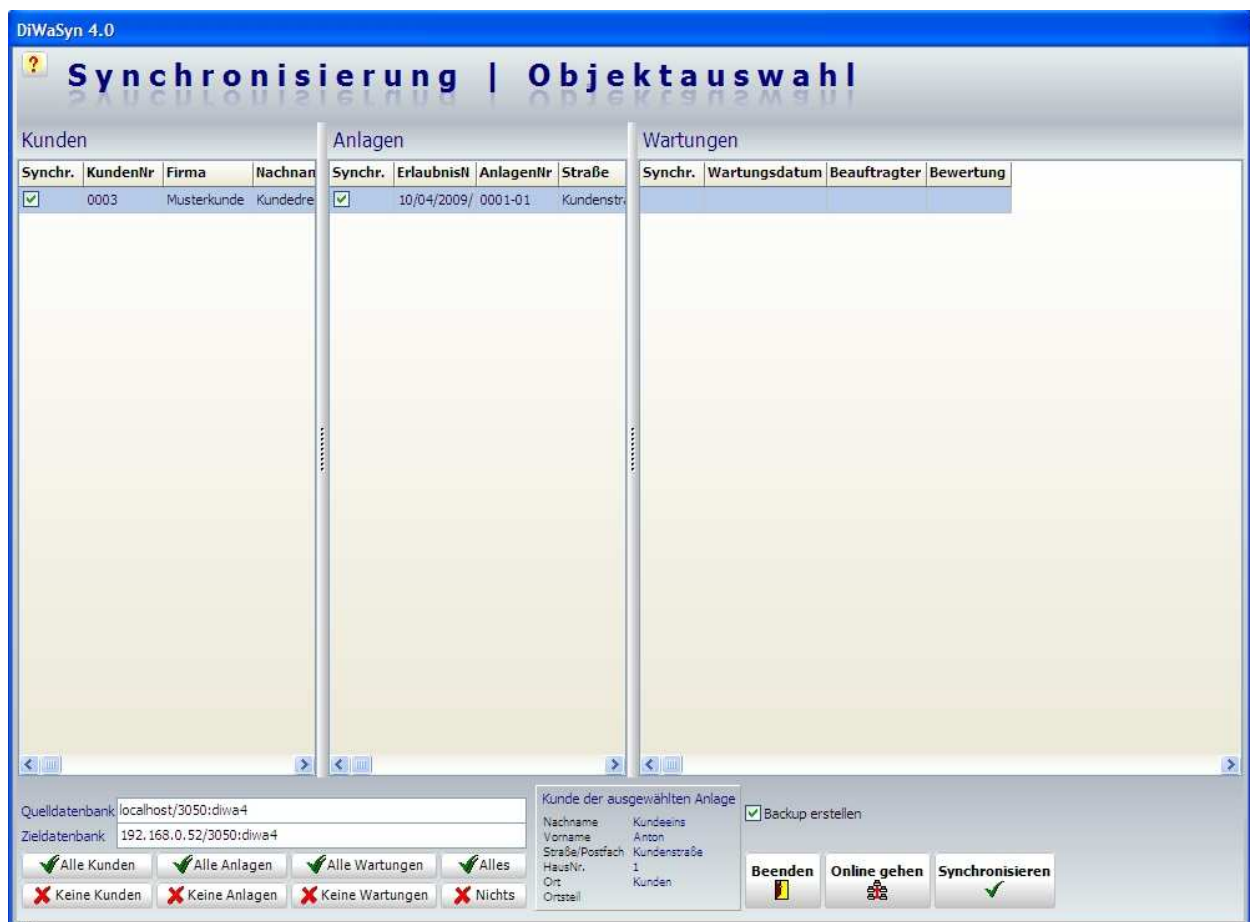 DiWaSyn 4.0
Synchronisierung | Objektauswahl
Kunden
Synchr. KundenNr Firma Nachnan
0003 Musterkunde Kundedre
Anlagen
Synchr. ErlaubnisN AnlagenNr Straße
10/04/2009/ 0001-01 Kundenstr
Wartungen
Synchr. Wartungsdatum Beauftragter Bewertung
Quelldatenbank localhost/3050:diwa4
Zieldatenbank 192.168.0.52/3050:diwa4
Alle Kunden Alle Anlagen Alle Wartungen Alles
Keine Kunden Keine Anlagen Keine Wartungen Nichts
Kunde der ausgewählten Anlage
Nachname Kundeeins
Vorname Anton
Straße/Postfach Kundenstraße
HausNr. 1
Ort Kunden
Ortsteil
Backup erstellen
Beenden Online gehen Synchronisieren